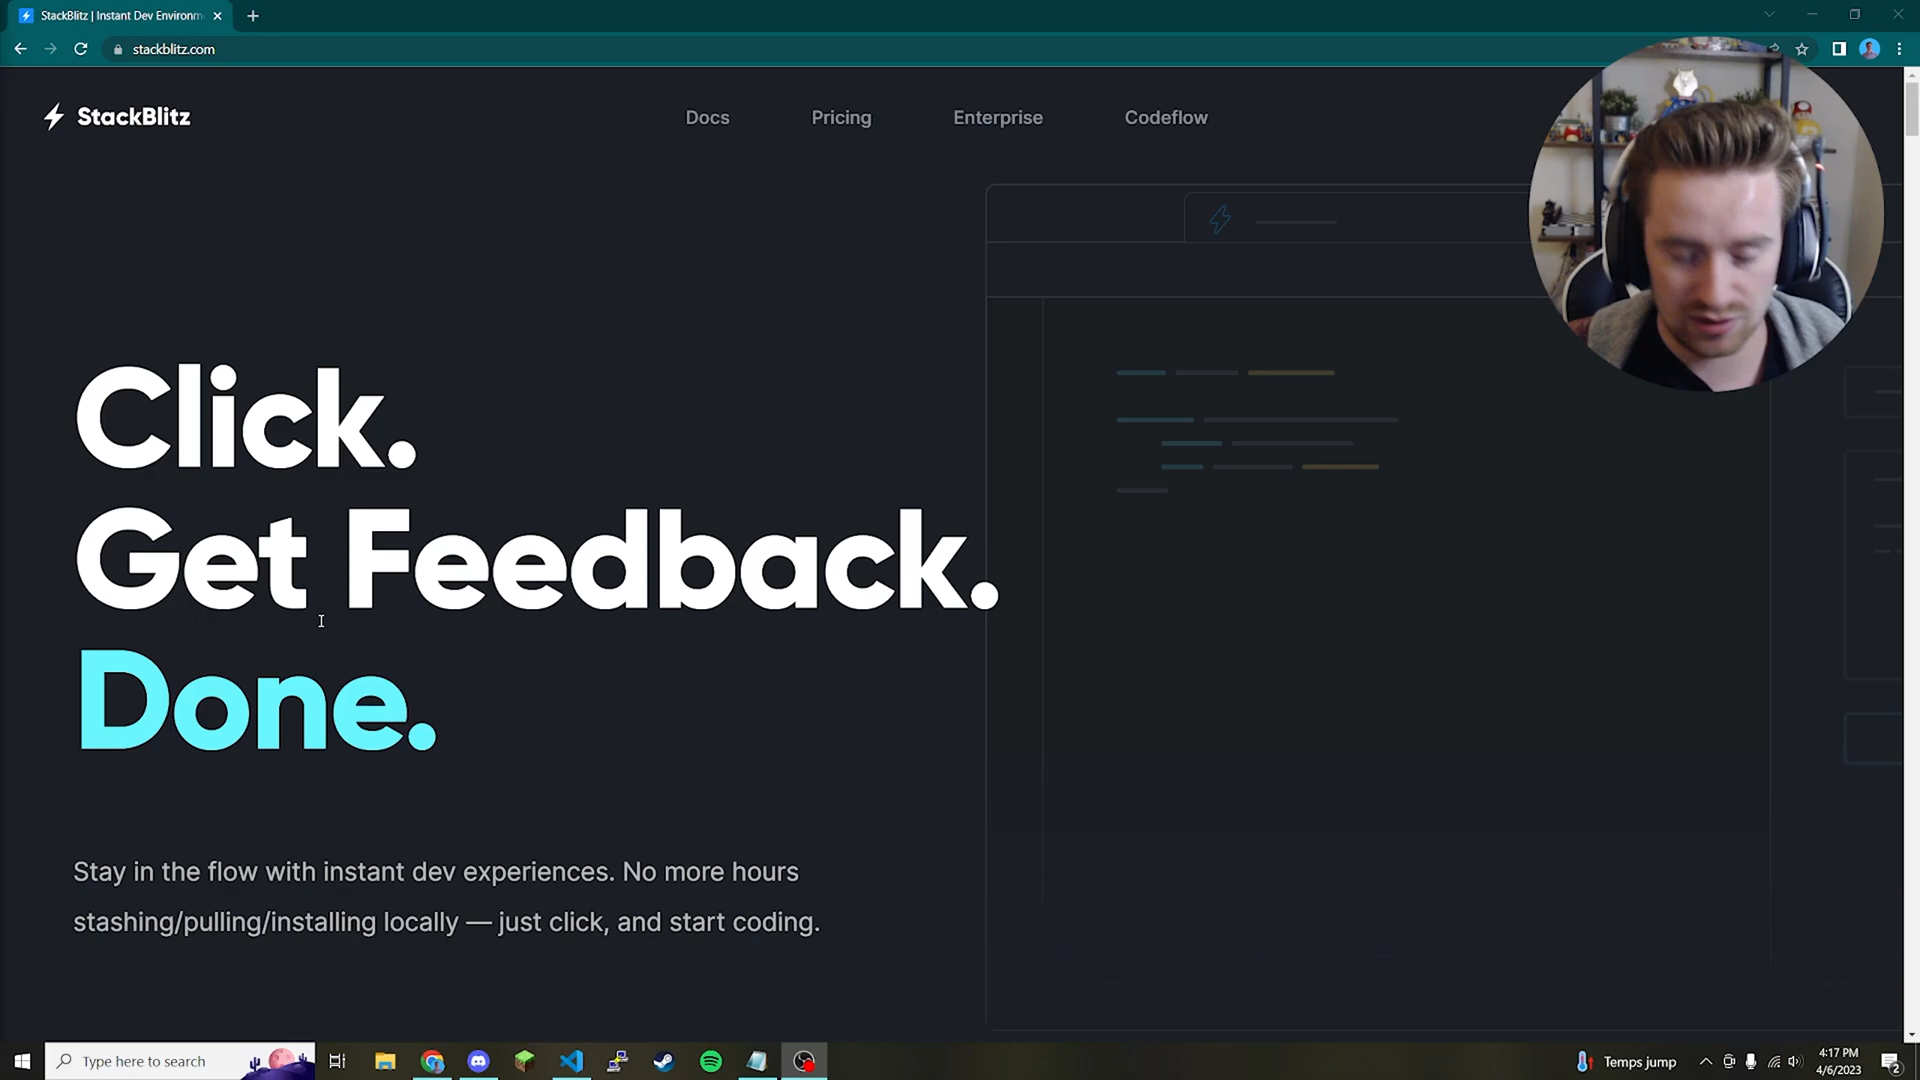 StackBlitz | Instant Dev Environm
stackblitz.com
StackBlitz
Docs
Pricing
Enterprise
Codeflow
Click.
Get Feedback.
Done.
Stay in the flow with instant dev experiences. No more hours
stashing/pulling/installing locally — just click, and start coding.
Type here to search
Temps jump
4:17 PM
4/6/2023
2